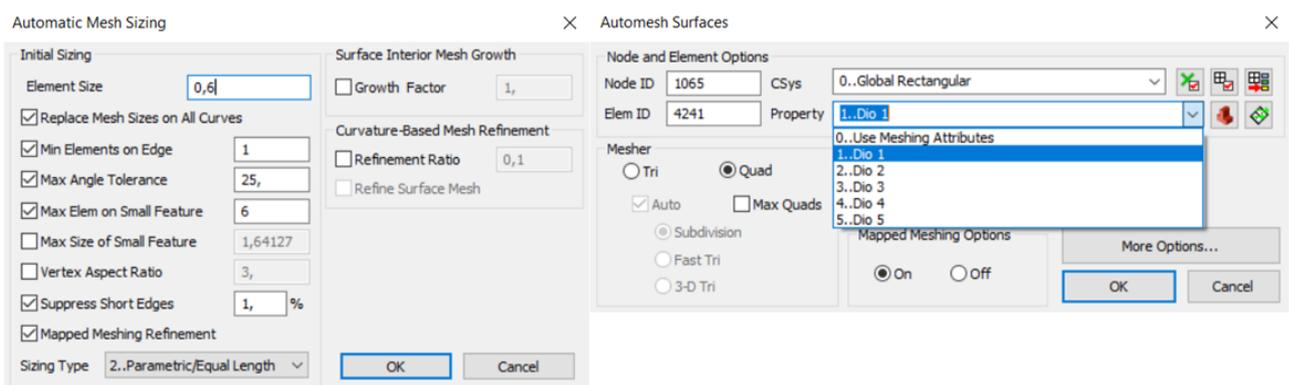 Automatic Mesh Sizing
Initial Sizing
Element Size 0,6
Replace Mesh Sizes on All Curves
Min Elements on Edge 1
Max Angle Tolerance 25,
Max Elem on Small Feature 6
Max Size of Small Feature 1,64127
Vertex Aspect Ratio 3,
Suppress Short Edges 1, %
Mapped Meshing Refinement
Sizing Type 2..Parametric/Equal Length
Surface Interior Mesh Growth
Growth Factor 1,
Curvature-Based Mesh Refinement
Refinement Ratio 0,1
Refine Surface Mesh
OK Cancel
Automesh Surfaces
Node and Element Options
Node ID 1065 CSys 0..Global Rectangular
Elem ID 4241 Property 1..Dio 1
0..Use Meshing Attributes
1..Dio 1
2..Dio 2
3..Dio 3
4..Dio 4
5..Dio 5
Mesher
Tri Quad
Auto Max Quads
Subdivision
Fast Tri
3-D Tri
Mapped Meshing Options
On Off
More Options...
OK Cancel